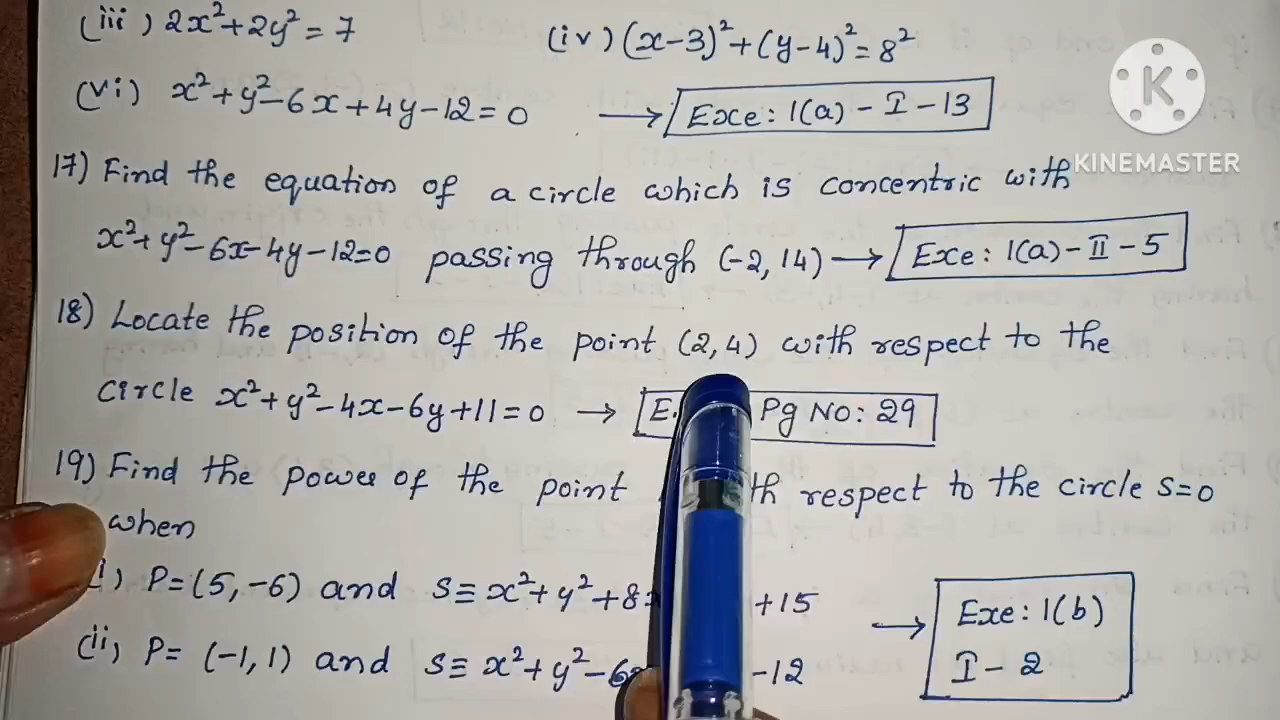 (iii) 2x²+2y² = 7 (iv) (x-3)²+(y-4)²=8²
(vi) x²+y²-6x+4y-12=0 → Exe: 1(a)-I-13
K
KINEMASTER
17) Find the equation of a circle which is concentric with
x²+y²-6x-4y-12=0 passing through (-2,14) → Exe: 1(a)-II-5
18) Locate the position of the point (2,4) with respect to the
circle x²+y²-4x-6y+11=0 → Pg No: 29
19) Find the power of the point respect to the circle S=0
when
P=(5,-6) and S≡x²+y²+8 +15 → Exe: 1(b)
(ii) P=(-1,1) and S≡x²+y²-6 -12 I-2